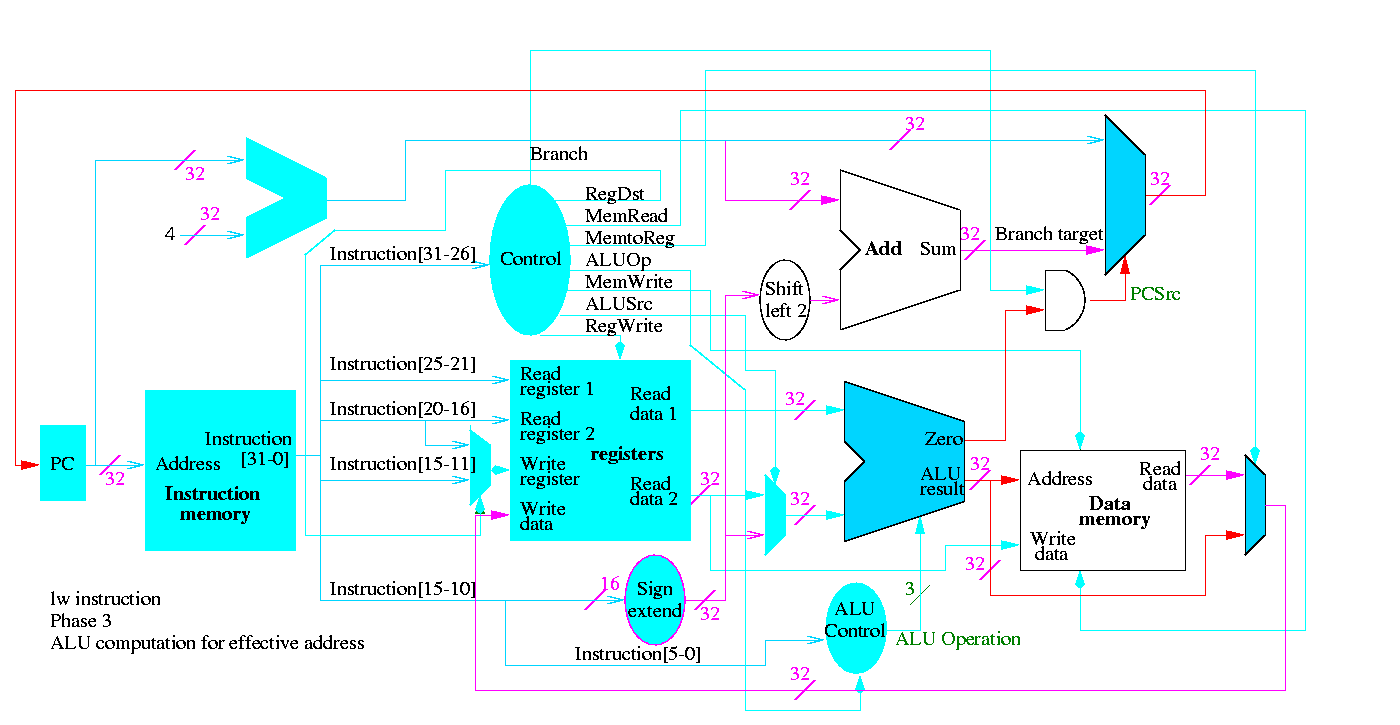 32
Branch
32
32
4
32
RegDst
MemRead
MemtoReg
ALUOp
MemWrite
ALUSrc
RegWrite
Control
Instruction[31-26]
32
Add
Sum
32
Branch target
32
Shift
left 2
PCSrc
Instruction[25-21]
Instruction[20-16]
Instruction[15-11]
Read
register 1
Read
register 2
Write
register
Write
data
Read
data 1
registers
Read
data 2
32
32
32
Zero
ALU
result
32
Address
Read
data
Data
memory
Write
data
32
32
PC
32
Address
Instruction
[31-0]
Instruction
memory
Instruction[15-10]
16
Sign
extend
32
3
ALU
Control
ALU Operation
Instruction[5-0]
32
lw instruction
Phase 3
ALU computation for effective address